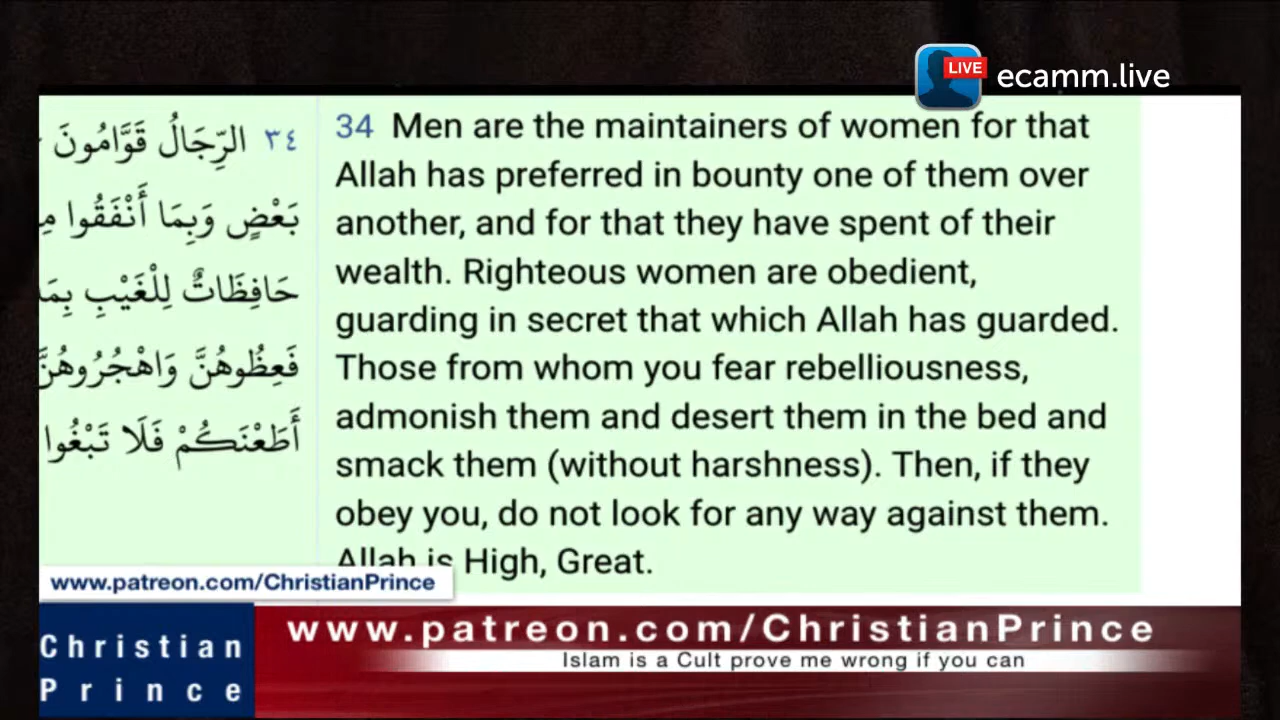 LIVE
ecamm.live
٣٤ الرِّجَالُ قَوَّامُونَ
بَعْضٍ وَبِمَا أَنْفَقُوا
حَافِظَاتٌ لِلْغَيْبِ
فَعِظُوهُنَّ وَاهْجُرُوهُنَّ
أَطَعْنَكُمْ فَلَا تَبْغُوا
34 Men are the maintainers of women for that
Allah has preferred in bounty one of them over
another, and for that they have spent of their
wealth. Righteous women are obedient,
guarding in secret that which Allah has guarded.
Those from whom you fear rebelliousness,
admonish them and desert them in the bed and
smack them (without harshness). Then, if they
obey you, do not look for any way against them.
Allah is High, Great.
www.patreon.com/ChristianPrince
Christian
Prince
www.patreon.com/ChristianPrince
Islam is a Cult prove me wrong if you can